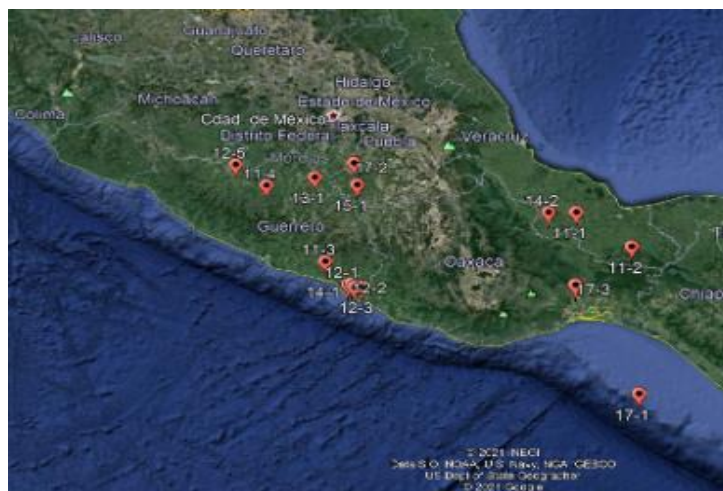 Guanajuato
Jalisco
Querétaro
Hidalgo
Michoacán
Estado de México
Colima
Cdad. de México
Tlaxcala
Distrito Federal
Veracruz
Puebla
12-5
Morelos
17-2
11-4
13-1
15-1
14-2
11-1
Guerrero
11-3
Oaxaca
11-2
12-1
14-1
12-2
17-3
Chiap
12-3
17-1
© 2021 INEGI
Data SIO, NOAA, U.S. Navy, NGA, GEBCO
US Dept of State Geographer
© 2021 Google